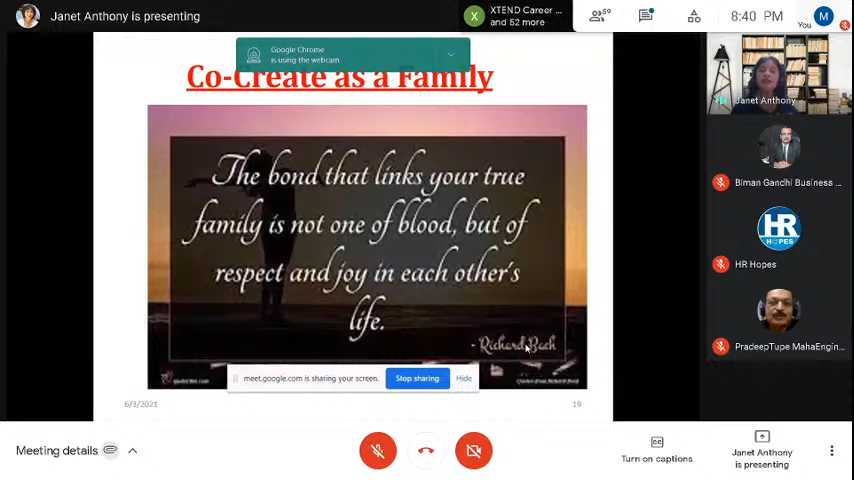 Janet Anthony is presenting
X
XTEND Career ...
and 52 more
59
8:40 PM
You
M
Google Chrome
is using the webcam
Co-Create as a Family
The bond that links your true
family is not one of blood, but of
respect and joy in each other's
life.
- Richard Bach
meet.google.com is sharing your screen.
Stop sharing
Hide
6/3/2021
19
Janet Anthony
Biman Gandhi Business ...
HR
HOPES
HR Hopes
PradeepTupe MahaEngin...
Meeting details
Turn on captions
Janet Anthony
is presenting